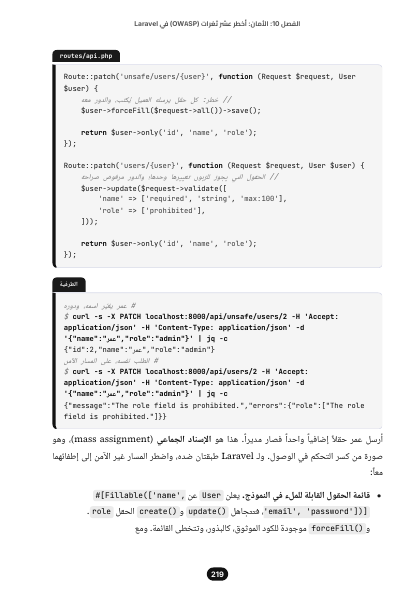 الفصل 10: الأمان: أخطر عشر ثغرات (OWASP) في Laravel
routes/api.php
Route::patch('unsafe/users/{user}', function (Request $request, User
$user) {
// خطر: كل حقل يرسله العميل يُكتب، والدور معه
$user->forceFill($request->all())->save();
return $user->only('id', 'name', 'role');
});
Route::patch('users/{user}', function (Request $request, User $user) {
// الحقول التي يجوز للزبون تغييرها وحدها؛ والدور مرفوض صراحة
$user->update($request->validate([
'name' => ['required', 'string', 'max:100'],
'role' => ['prohibited'],
]));
return $user->only('id', 'name', 'role');
});
الطرفية
# عمر يغيّر اسمه، ودوره
$ curl -s -X PATCH localhost:8000/api/unsafe/users/2 -H 'Accept:
application/json' -H 'Content-Type: application/json' -d
'{"name":"عمر","role":"admin"}' | jq -c
{"id":2,"name":"عمر","role":"admin"}
# الطلب نفسه، على المسار الآمن
$ curl -s -X PATCH localhost:8000/api/users/2 -H 'Accept:
application/json' -H 'Content-Type: application/json' -d
'{"name":"عمر","role":"admin"}' | jq -c
{"message":"The role field is prohibited.","errors":{"role":["The role
field is prohibited."]}}
أرسل عمر حقلاً إضافياً واحداً فصار مديراً. هذا هو الإسناد الجماعي (mass assignment)، وهو
صورة من كسر التحكم في الوصول. ولـ Laravel طبقتان ضده، واضطر المسار غير الآمن إلى إطفائهما
معاً:
• قائمة الحقول القابلة للملء في النموذج. يعلن User عن #[Fillable(['name',
'email', 'password'])]، فتتجاهل update() و create() الحقل role .
و forceFill() موجودة للكود الموثوق، كالبذور، وتتخطى القائمة. ومع
219